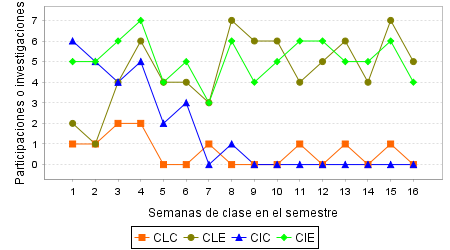 Participaciones o investigaciones
7
6
5
4
3
2
1
0
1 2 3 4 5 6 7 8 9 10 11 12 13 14 15 16
Semanas de clase en el semestre
CLC CLE CIC CIE